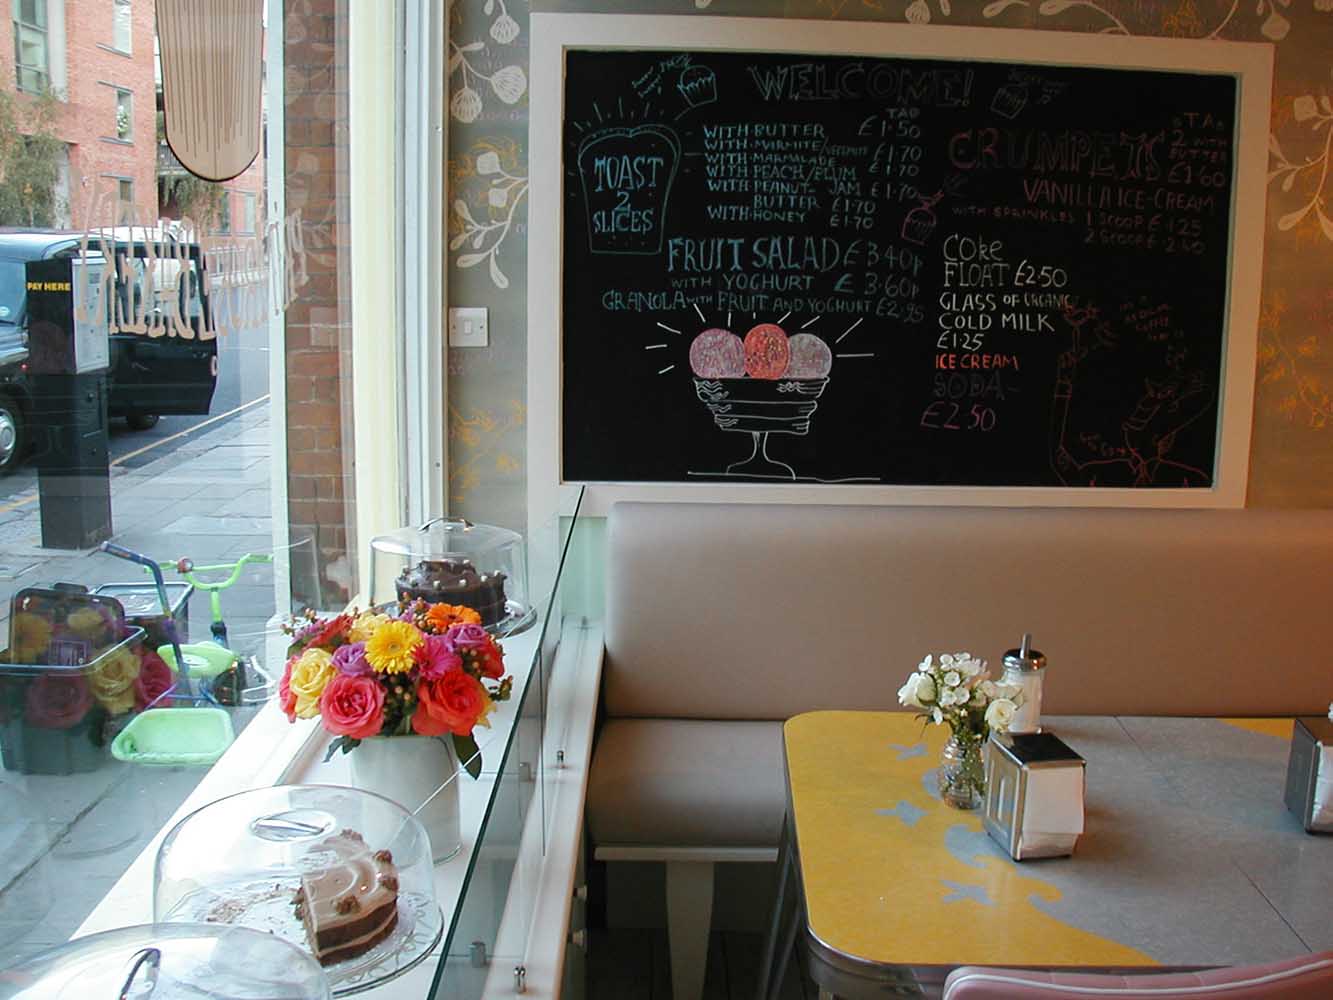 PAY HERE
WELCOME!
TOAST
2
SLICES
WITH·BUTTER £1·50
WITH·MARMITE/VEGEMITE £1·70
WITH·MARMALADE £1·70
WITH·PEACH/PLUM
JAM £1·70
WITH·PEANUT-
BUTTER £1·70
WITH·HONEY £1·70
FRUIT SALAD £3·40p
WITH YOGHURT £ 3·60p
GRANOLA WITH FRUIT AND YOGHURT £2·95
CRUMPETS
2 WITH
BUTTER
£1·60
VANILLA ICE-CREAM
WITH SPRINKLES 1 SCOOP £1.25
2 SCOOP £
COKE
FLOAT £2.50
GLASS OF ORGANIC
COLD MILK
£1·25
ICE CREAM
SODA-
£2.50